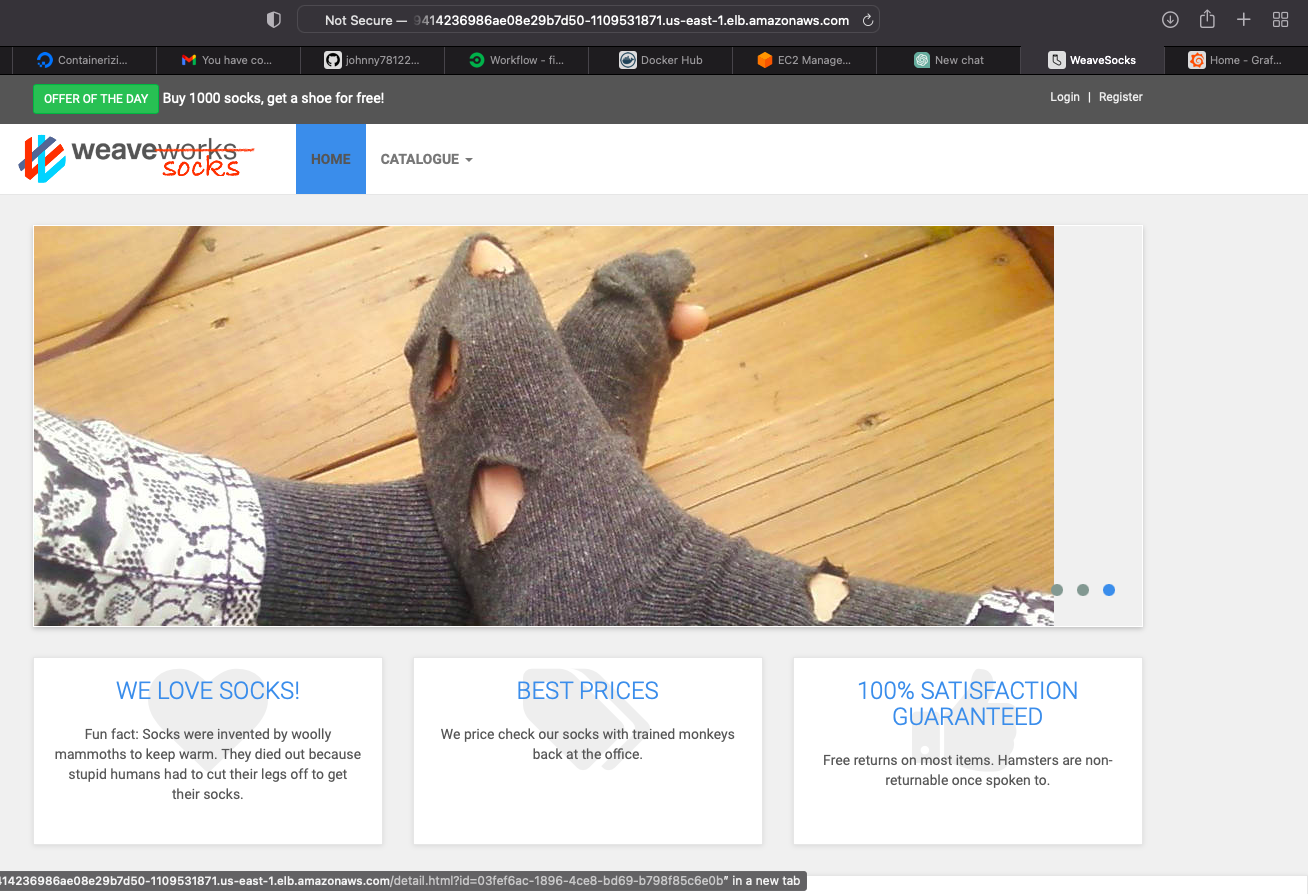 Not Secure — 9414236986ae08e29b7d50-1109531871.us-east-1.elb.amazonaws.com
Containerizi... You have co... johnny78122... Workflow - fi... Docker Hub EC2 Manage... New chat WeaveSocks Home - Graf...
OFFER OF THE DAY Buy 1000 socks, get a shoe for free! Login | Register
weaveworks
socks
HOME CATALOGUE
WE LOVE SOCKS!
Fun fact: Socks were invented by woolly
mammoths to keep warm. They died out because
stupid humans had to cut their legs off to get
their socks.
BEST PRICES
We price check our socks with trained monkeys
back at the office.
100% SATISFACTION
GUARANTEED
Free returns on most items. Hamsters are non-
returnable once spoken to.
414236986ae08e29b7d50-1109531871.us-east-1.elb.amazonaws.com/detail.html?id=03fef6ac-1896-4ce8-bd69-b798f85c6e0b” in a new tab